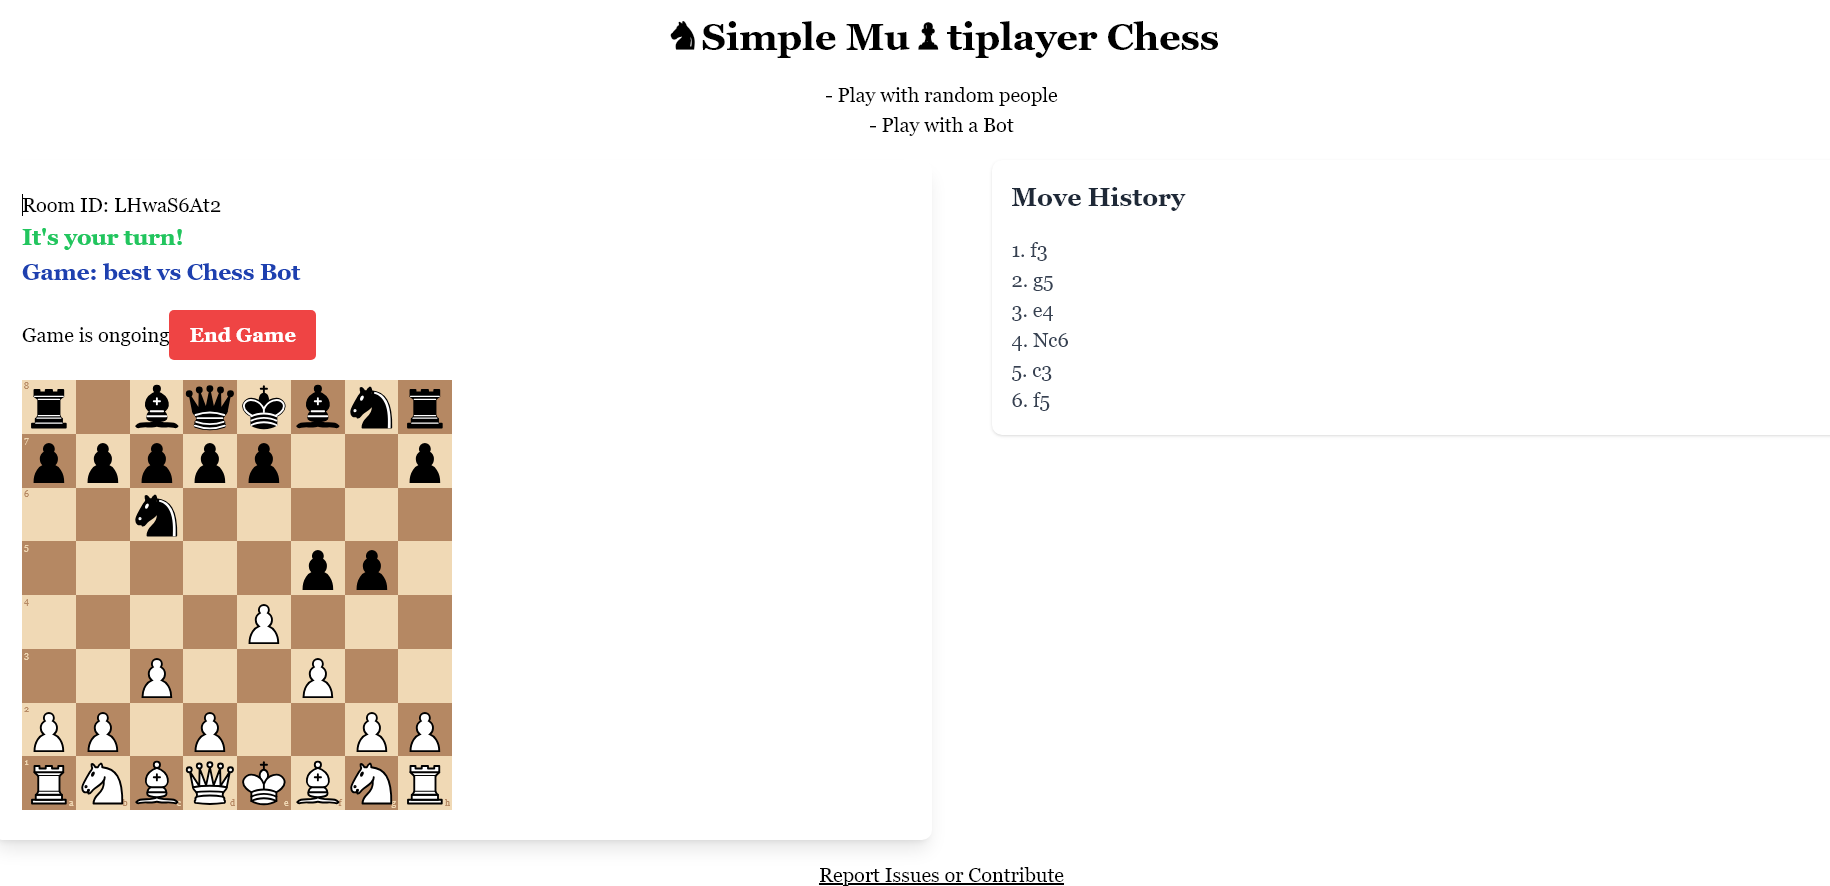 ♞Simple Mu♝tiplayer Chess
- Play with random people
- Play with a Bot
Room ID: LHwaS6At2
It's your turn!
Game: best vs Chess Bot
Game is ongoing
End Game
8
7
6
5
4
3
2
1
a
b
c
d
e
f
g
h
Move History
1. f3
2. g5
3. e4
4. Nc6
5. c3
6. f5
Report Issues or Contribute